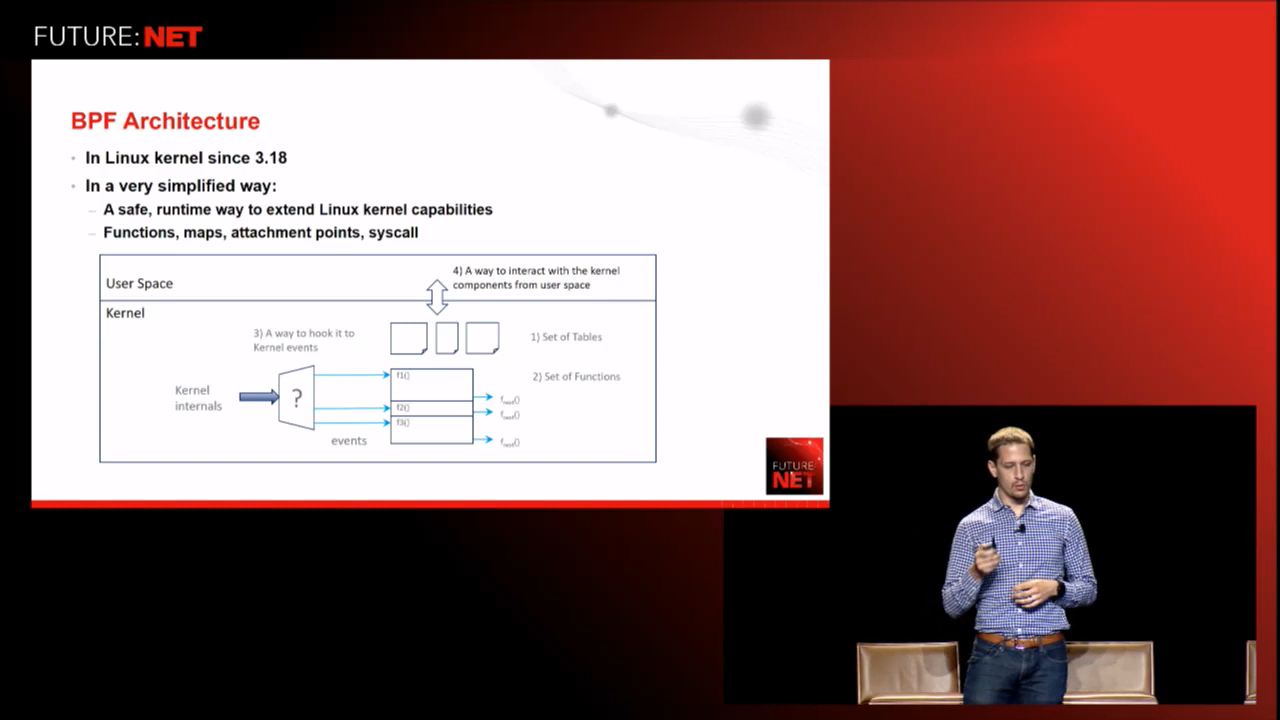 FUTURE:NET
BPF Architecture
In Linux kernel since 3.18
In a very simplified way:
A safe, runtime way to extend Linux kernel capabilities
Functions, maps, attachment points, syscall
User Space
4) A way to interact with the kernel
components from user space
Kernel
3) A way to hook it to
Kernel events
1) Set of Tables
Kernel
internals
?
f1()
f2()
f3()
2) Set of Functions
fnext()
fnext()
fnext()
events
FUTURE:
NET